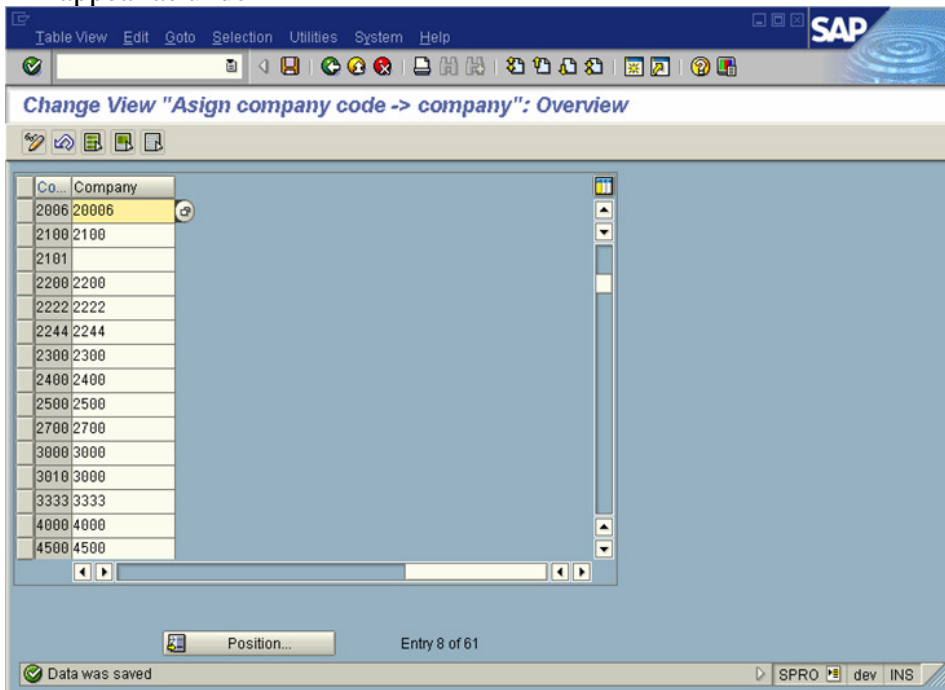 Table View Edit Goto Selection Utilities System Help
SAP
Change View "Asign company code -> company": Overview
Co... Company
2006 20006
2100 2100
2101
2200 2200
2222 2222
2244 2244
2300 2300
2400 2400
2500 2500
2700 2700
3000 3000
3010 3000
3333 3333
4000 4000
4500 4500
Position... Entry 8 of 61
Data was saved SPRO dev INS